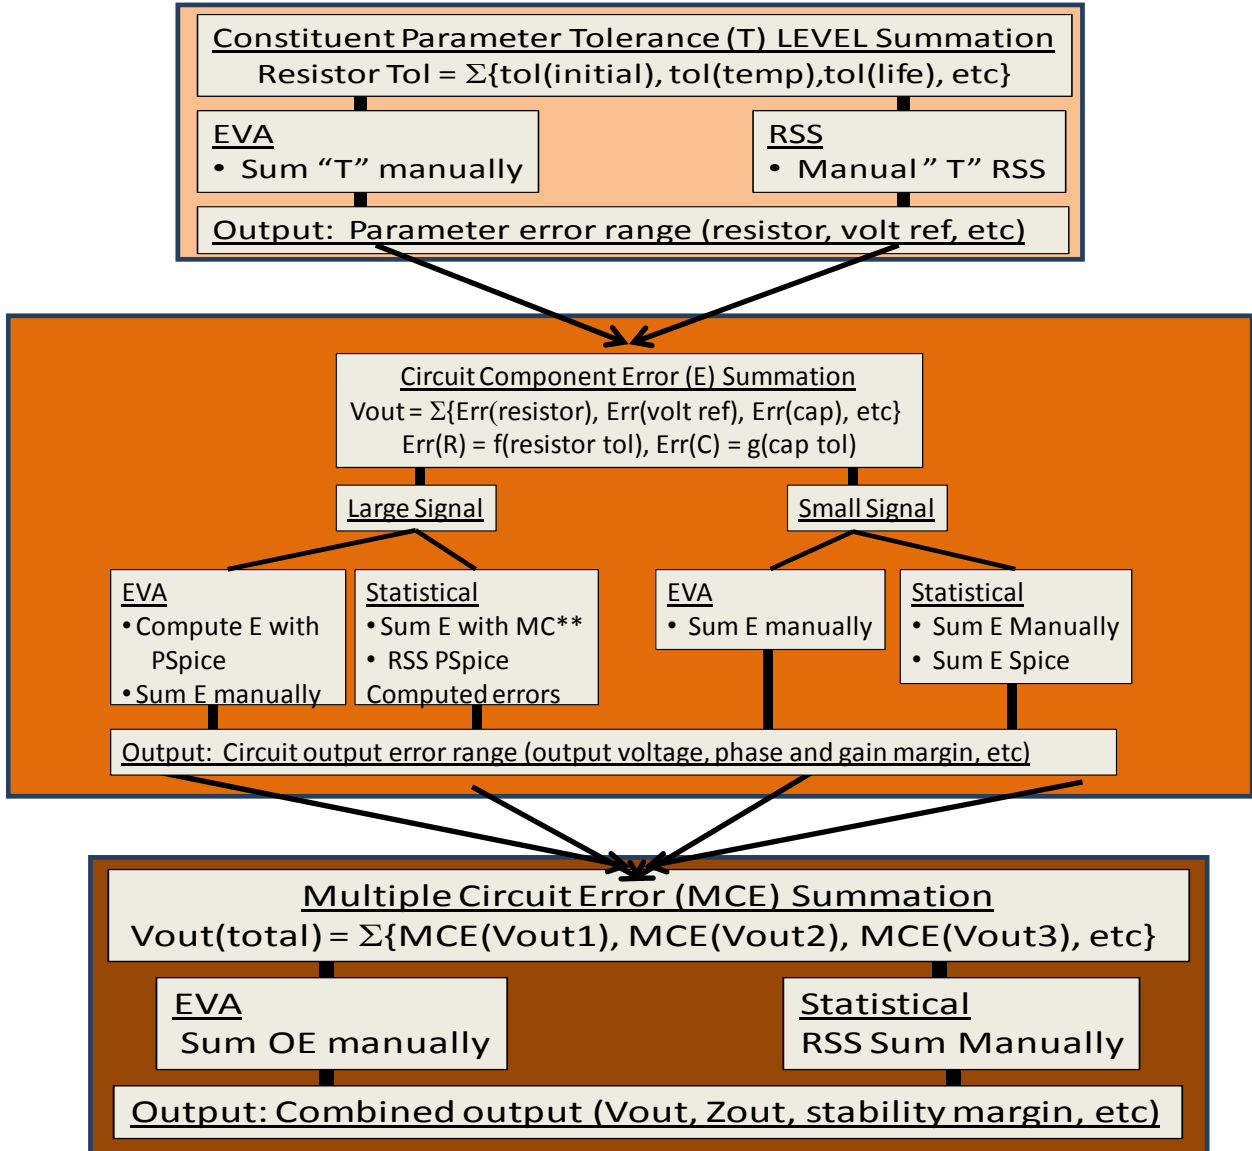 Constituent Parameter Tolerance (T) LEVEL Summation
Resistor Tol = Σ{tol(initial), tol(temp),tol(life), etc}
EVA
• Sum “T” manually
RSS
• Manual” T” RSS
Output: Parameter error range (resistor, volt ref, etc)
Circuit Component Error (E) Summation
Vout = Σ{Err(resistor), Err(volt ref), Err(cap), etc}
Err(R) = f(resistor tol), Err(C) = g(cap tol)
Large Signal
Small Signal
EVA
• Compute E with
PSpice
• Sum E manually
Statistical
• Sum E with MC**
• RSS PSpice
Computed errors
EVA
• Sum E manually
Statistical
• Sum E Manually
• Sum E Spice
Output: Circuit output error range (output voltage, phase and gain margin, etc)
Multiple Circuit Error (MCE) Summation
Vout(total) = Σ{MCE(Vout1), MCE(Vout2), MCE(Vout3), etc}
EVA
Sum OE manually
Statistical
RSS Sum Manually
Output: Combined output (Vout, Zout, stability margin, etc)